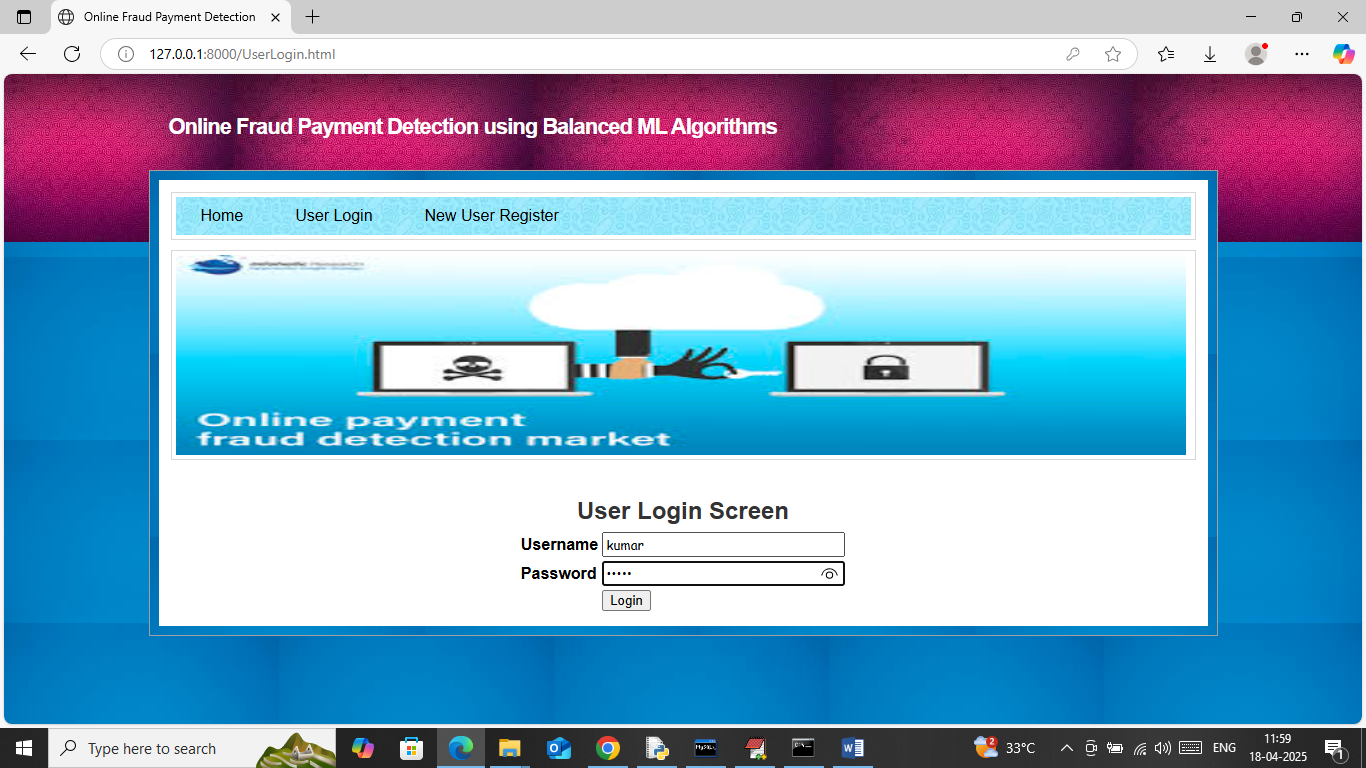 Online Fraud Payment Detection
127.0.0.1:8000/UserLogin.html
Online Fraud Payment Detection using Balanced ML Algorithms
Home User Login New User Register
Online payment
fraud detection market
User Login Screen
Username kumar
Password •••••
Login
Type here to search
2 33°C ENG 11:59
18-04-2025 1